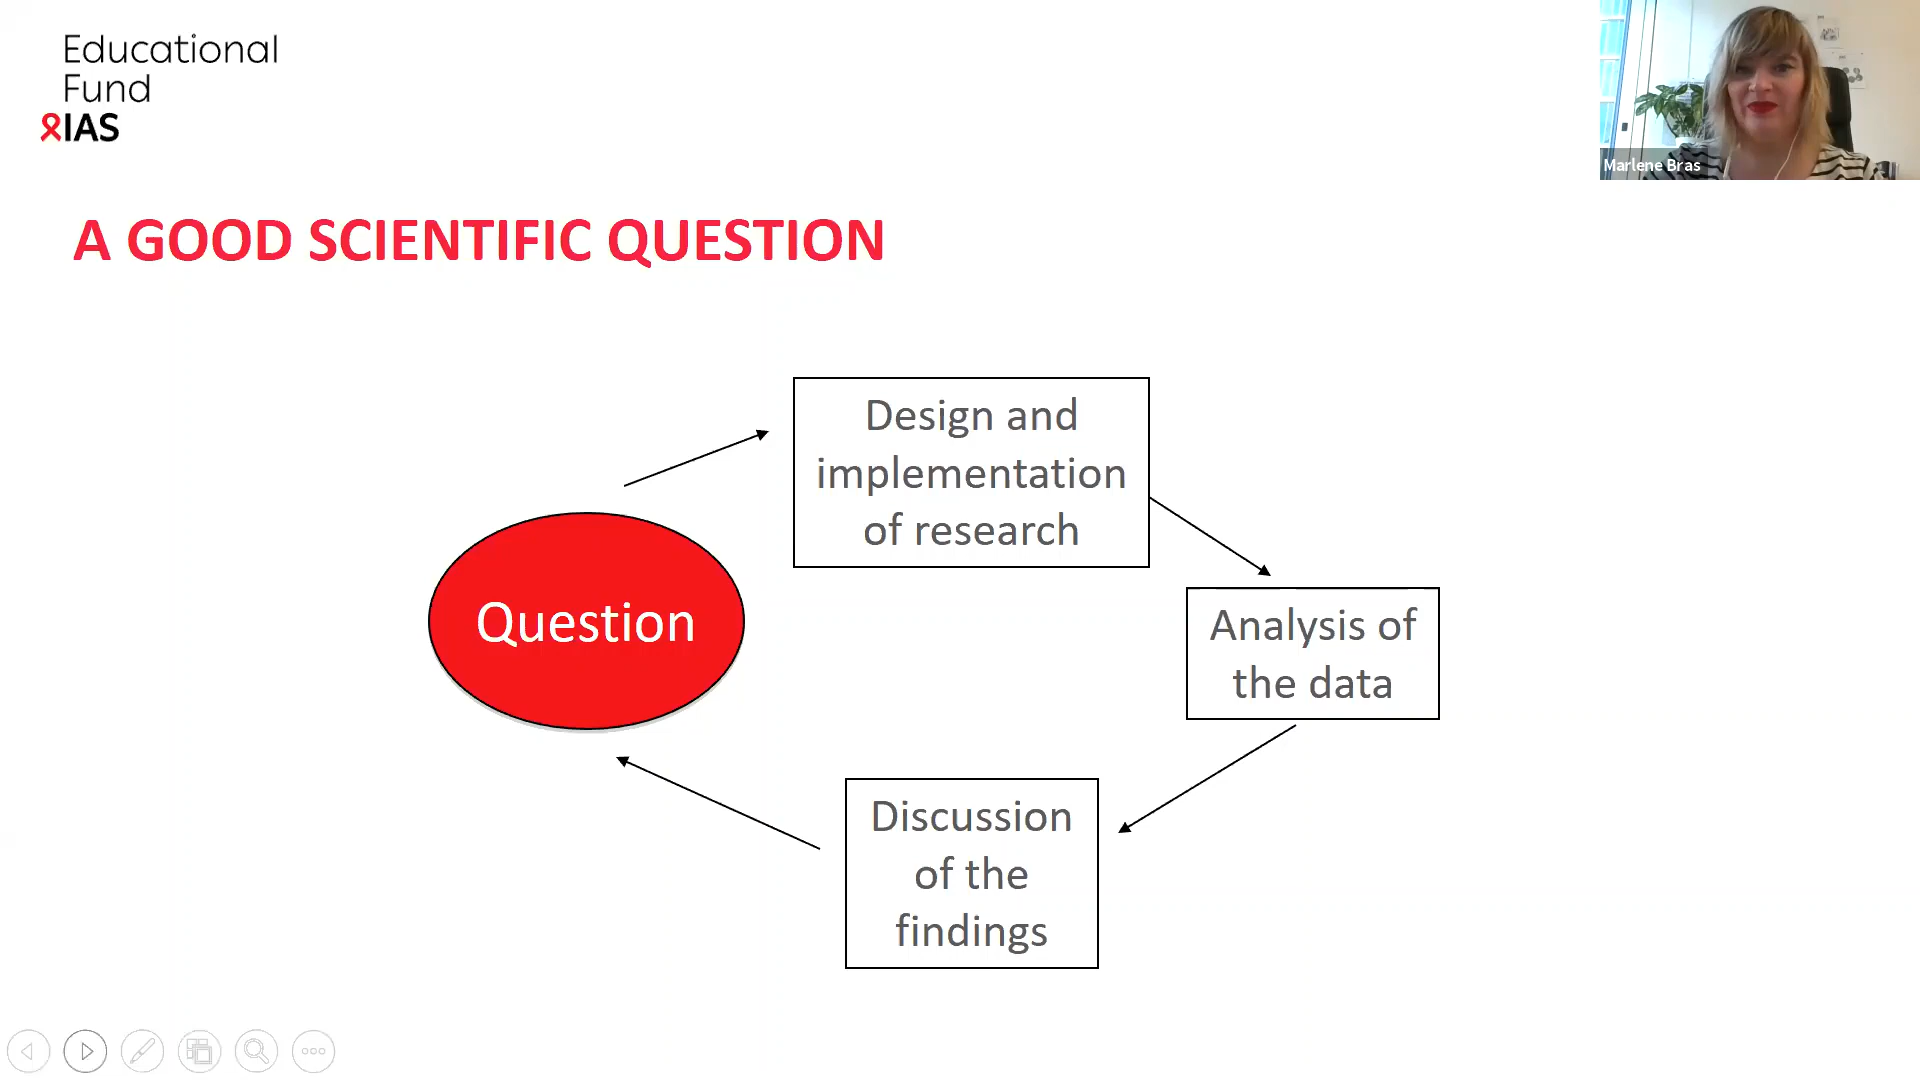 Educational
Fund
IAS
Marlene Bras
A GOOD SCIENTIFIC QUESTION
Design and
implementation
of research
Question
Analysis of
the data
Discussion
of the
findings